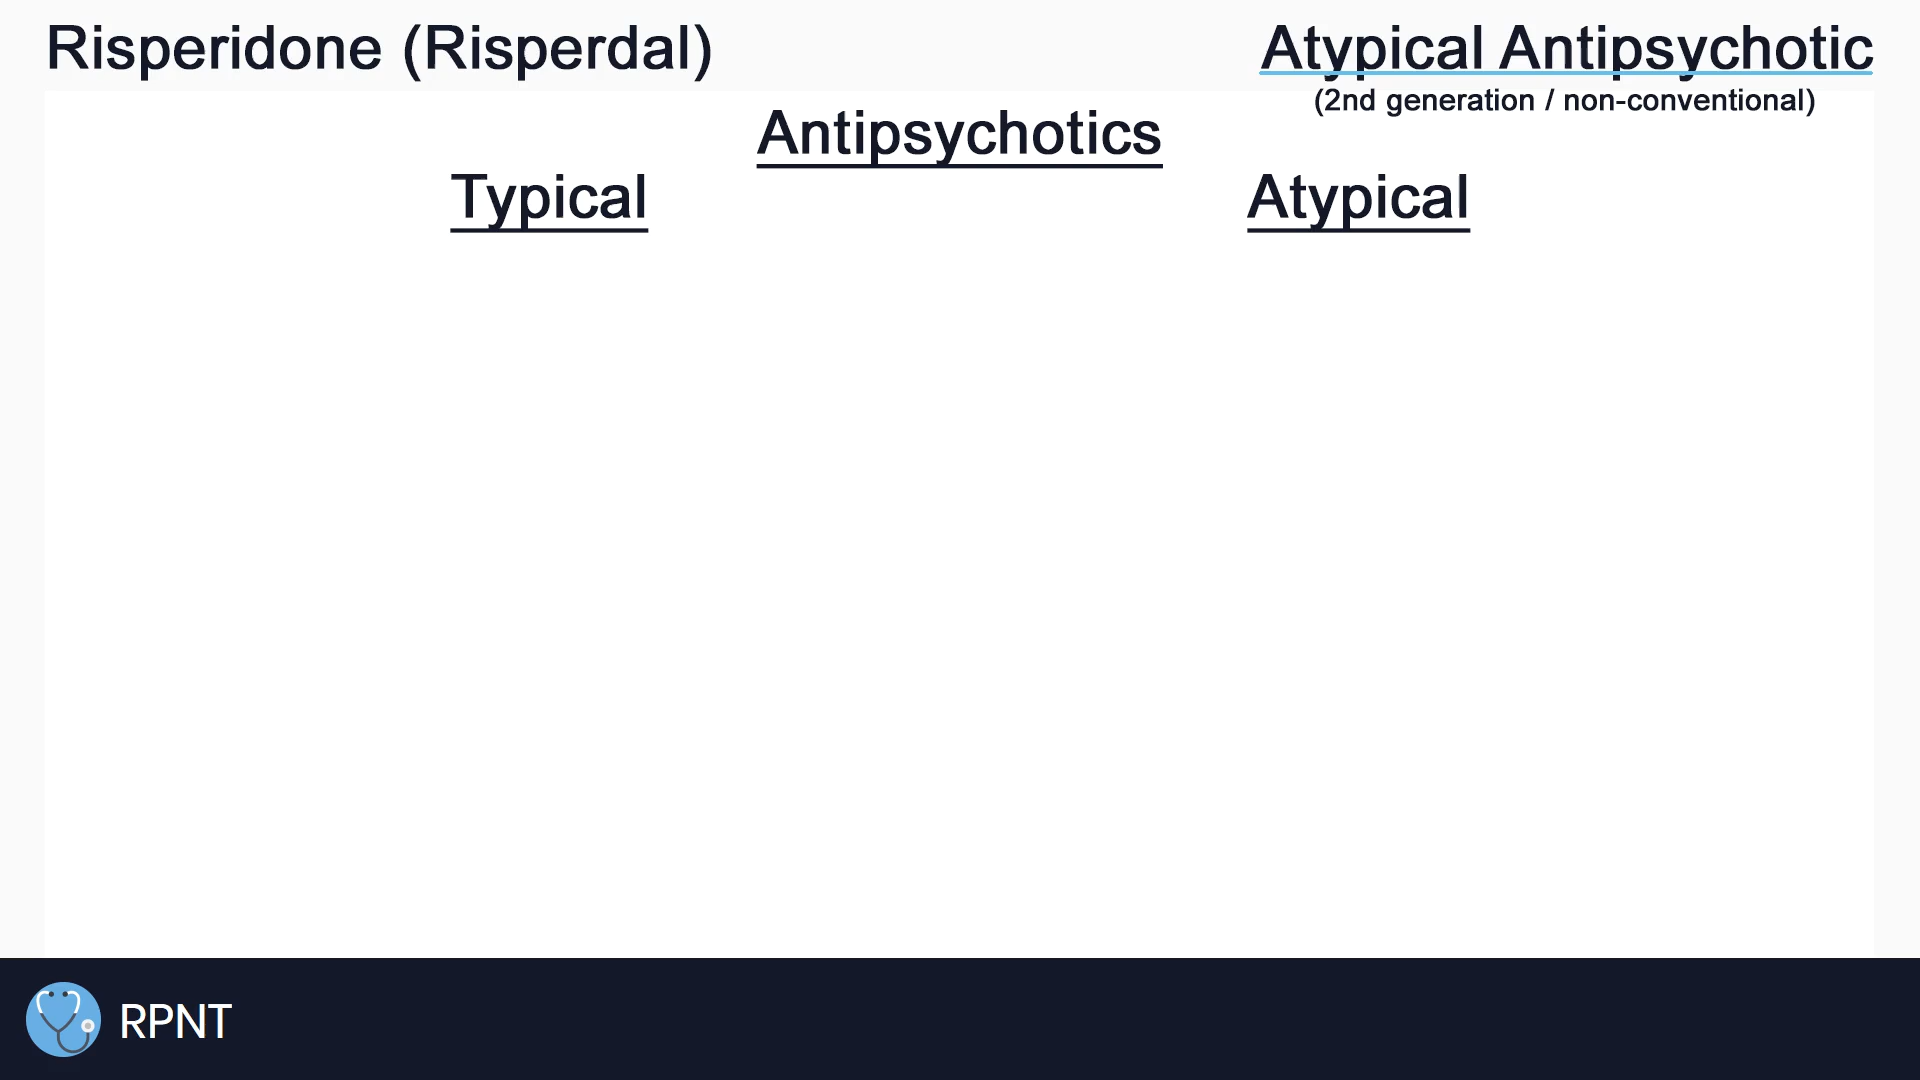 Risperidone (Risperdal)
Atypical Antipsychotic
(2nd generation / non-conventional)
Antipsychotics
Typical
Atypical
RPNT